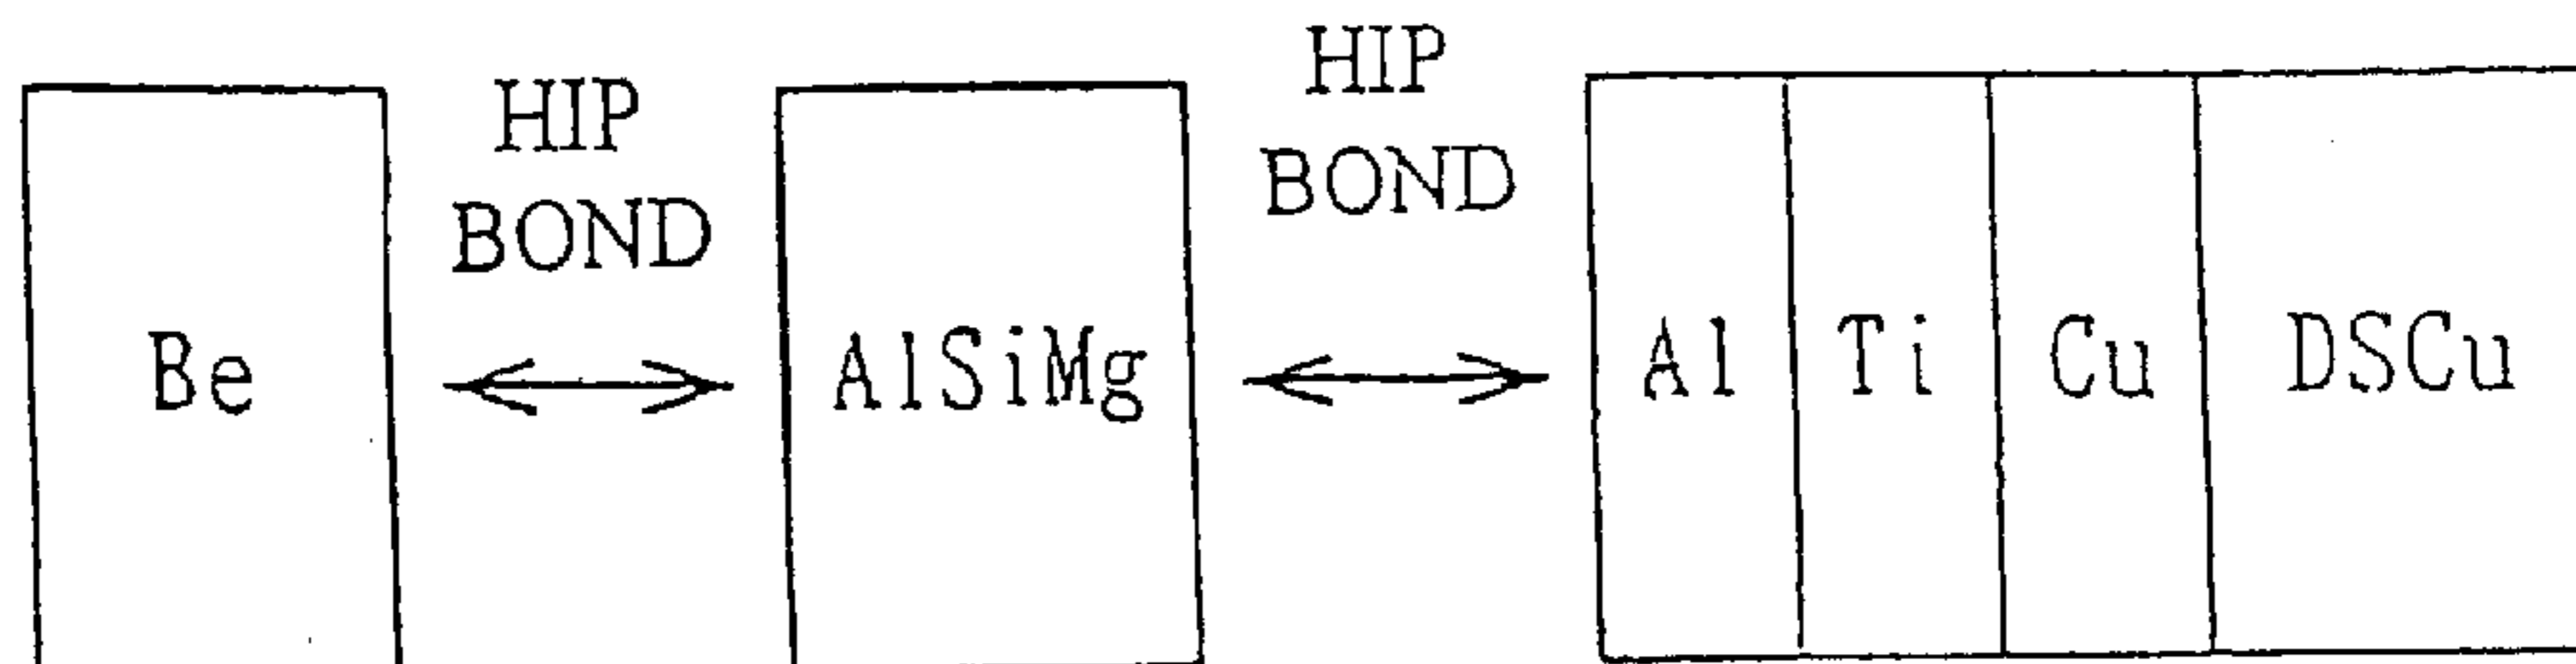 HIP
BOND
HIP
BOND
Be
AlSiMg
Al
Ti
Cu
DSCu